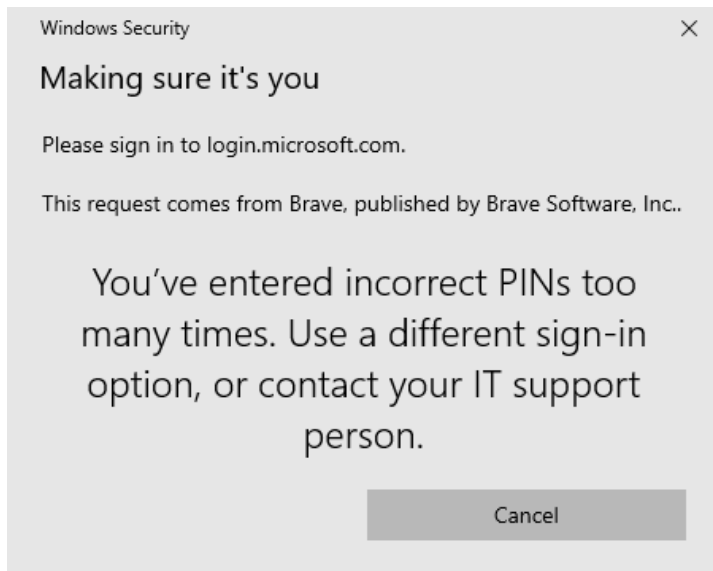 Windows Security
Making sure it's you
Please sign in to login.microsoft.com.
This request comes from Brave, published by Brave Software, Inc..
You’ve entered incorrect PINs too
many times. Use a different sign-in
option, or contact your IT support
person.
Cancel